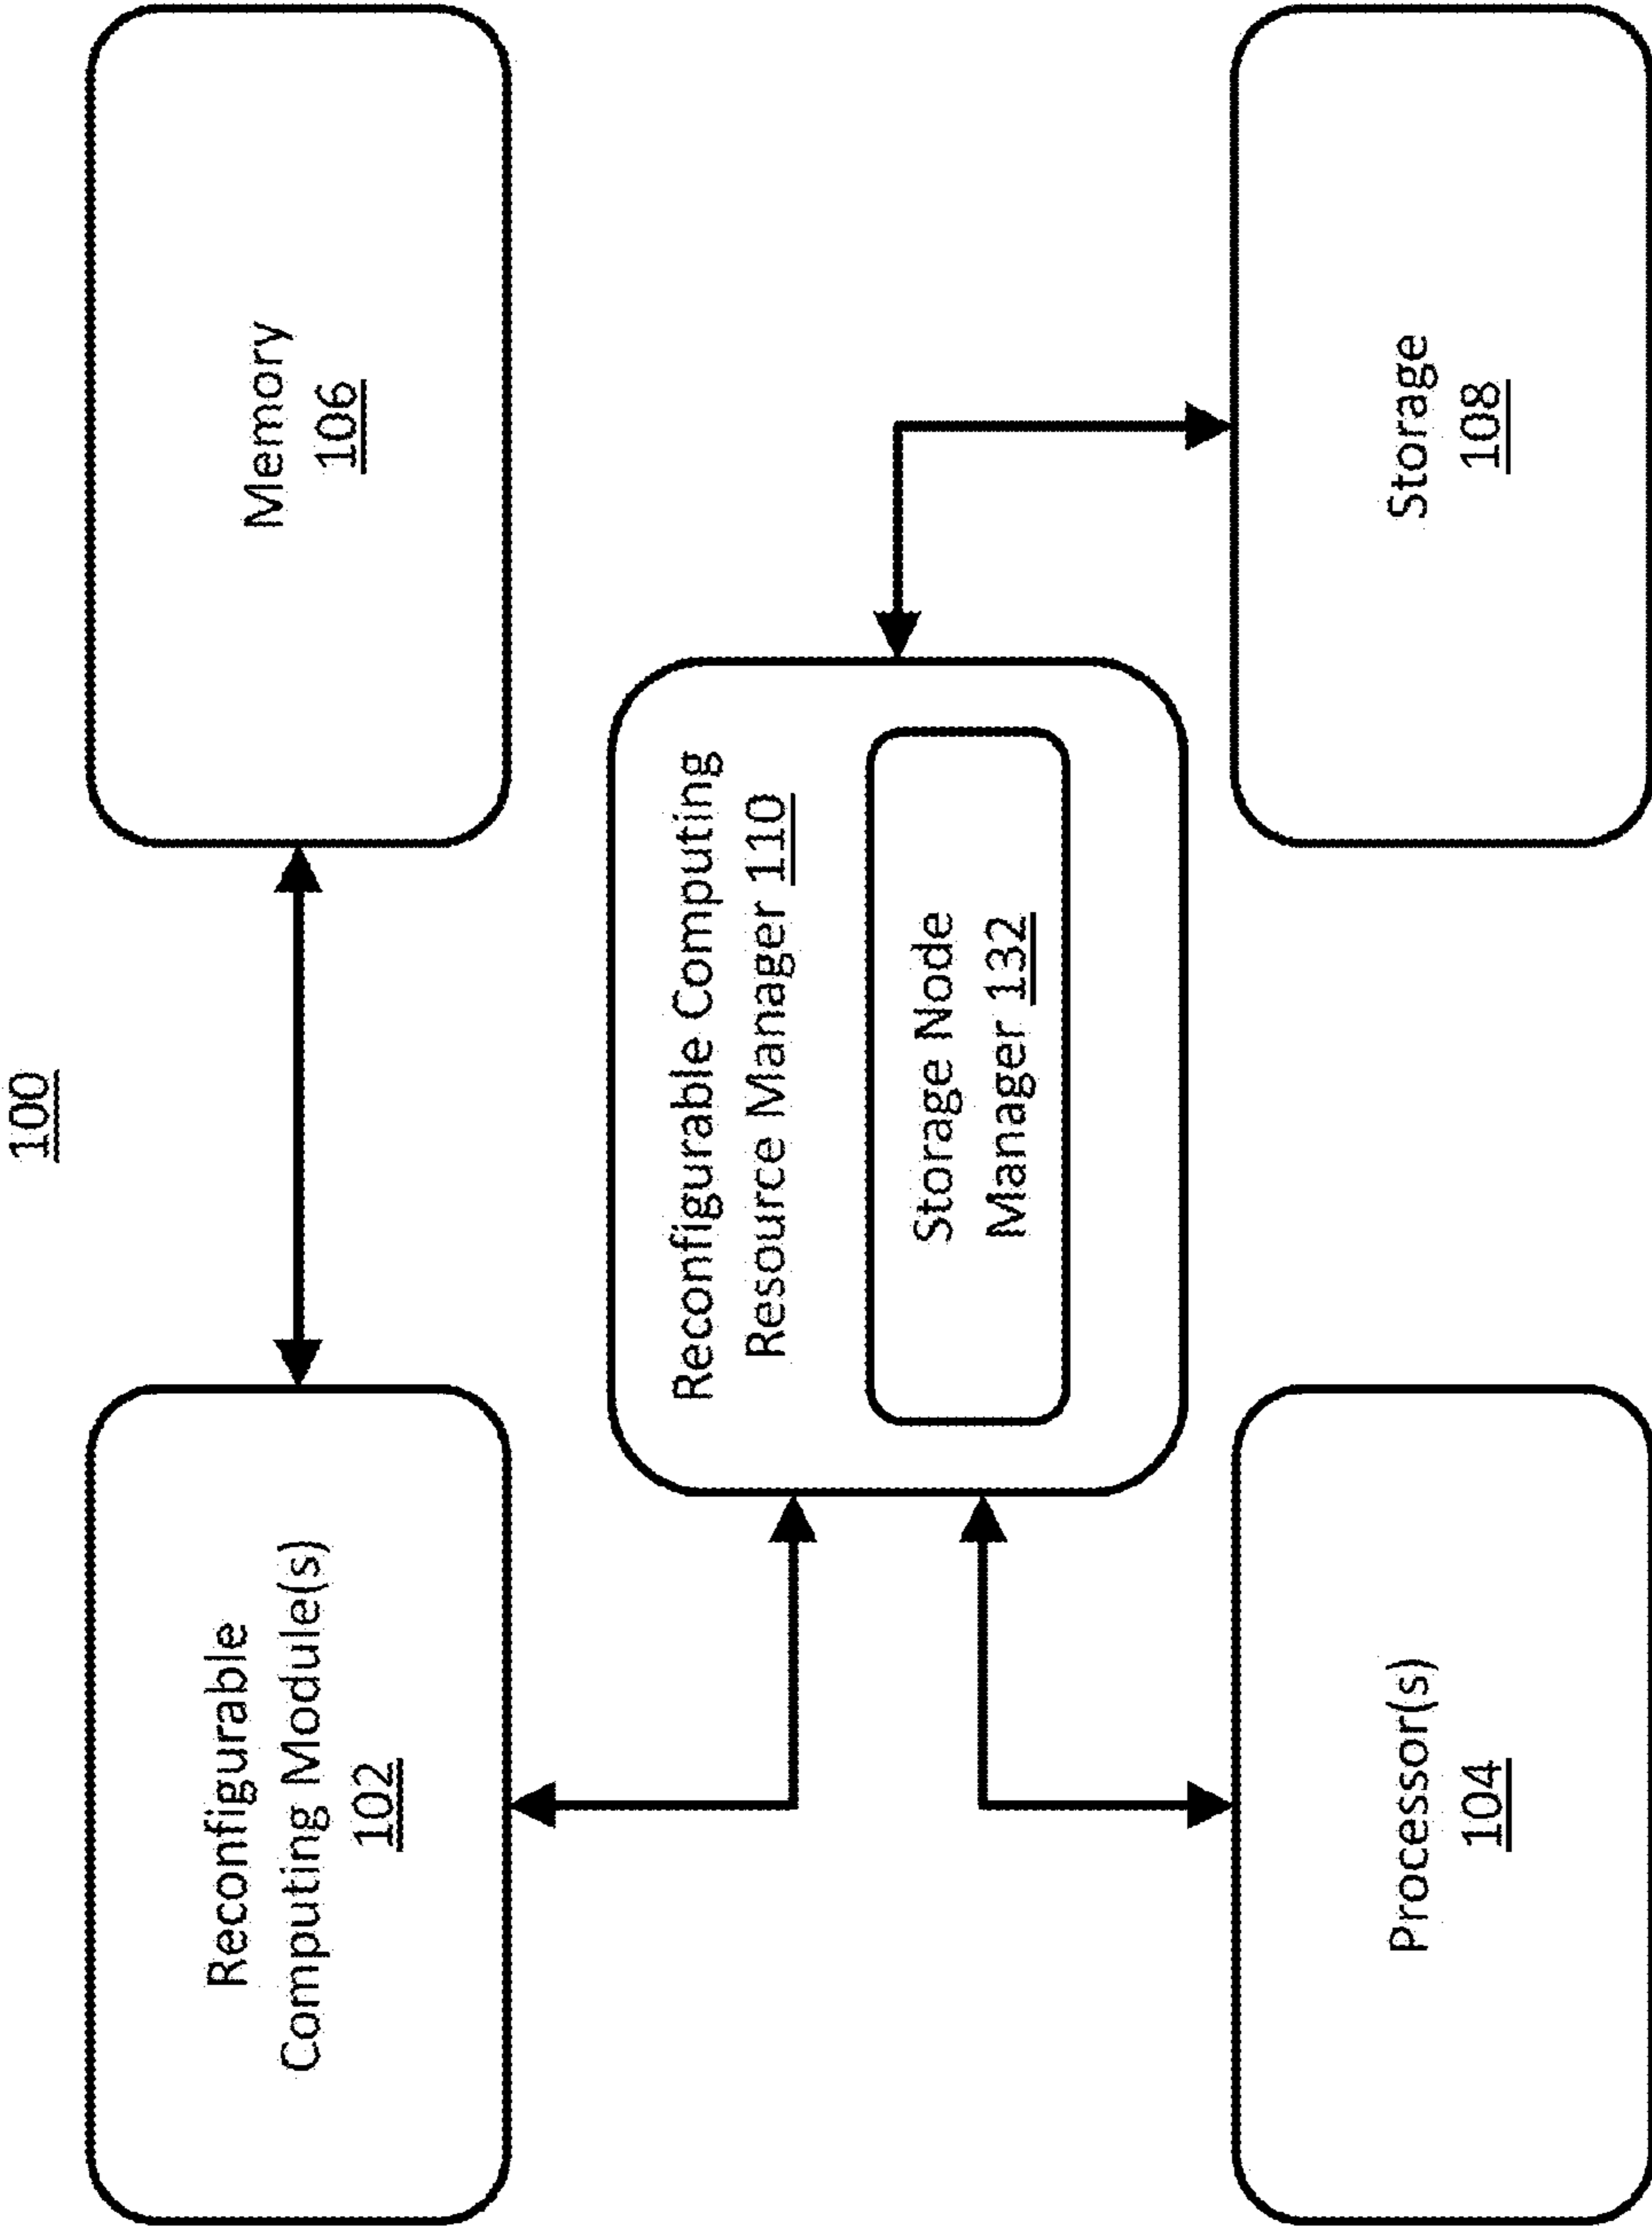 100
Reconfigurable
Computing Module(s)
102
Memory
106
Reconfigurable Computing
Resource Manager 110
Storage Node
Manager 132
Processor(s)
104
Storage
108